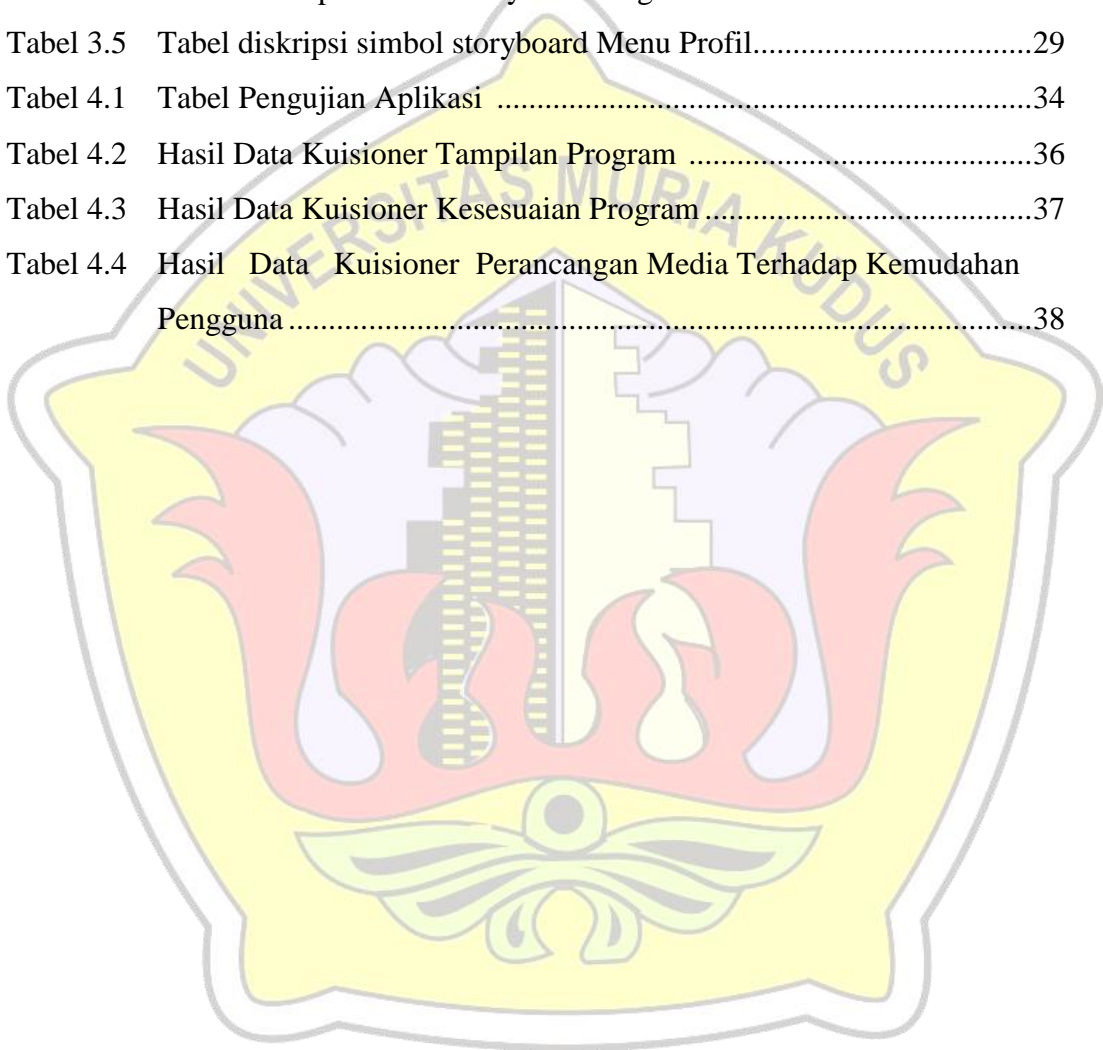 Tabel 3.5 Tabel diskripsi simbol storyboard Menu Profil...................................29
Tabel 4.1 Tabel Pengujian Aplikasi ....................................................................34
Tabel 4.2 Hasil Data Kuisioner Tampilan Program ...........................................36
Tabel 4.3 Hasil Data Kuisioner Kesesuaian Program.........................................37
Tabel 4.4 Hasil Data Kuisioner Perancangan Media Terhadap Kemudahan
Pengguna.............................................................................................38
UNIVERSITAS MURIA KUDUS